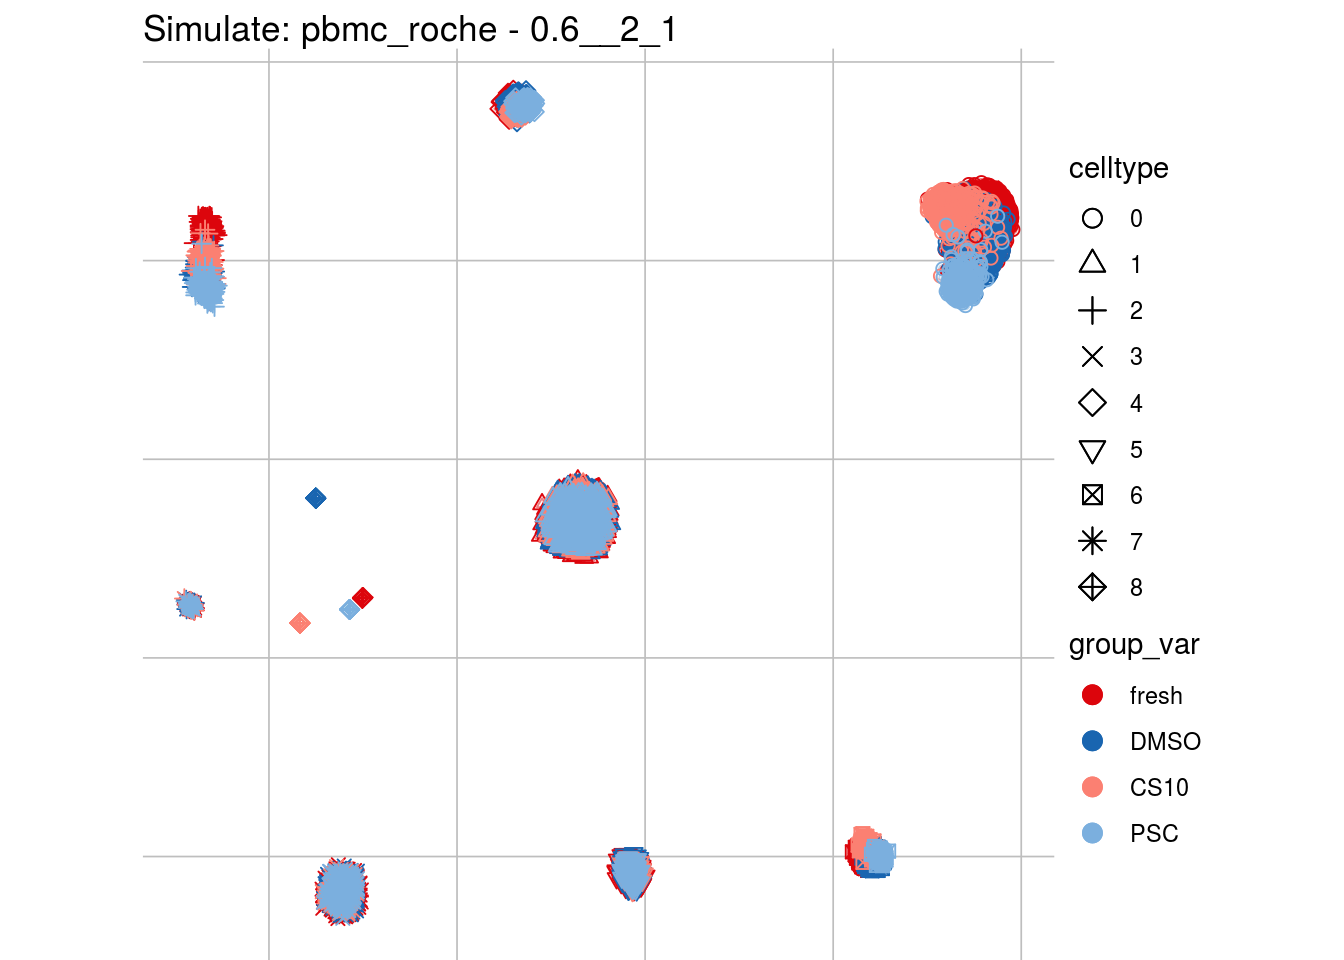 Simulate: pbmc_roche - 0.6__2_1
celltype
0
1
2
3
4
5
6
7
8
group_var
fresh
DMSO
CS10
PSC